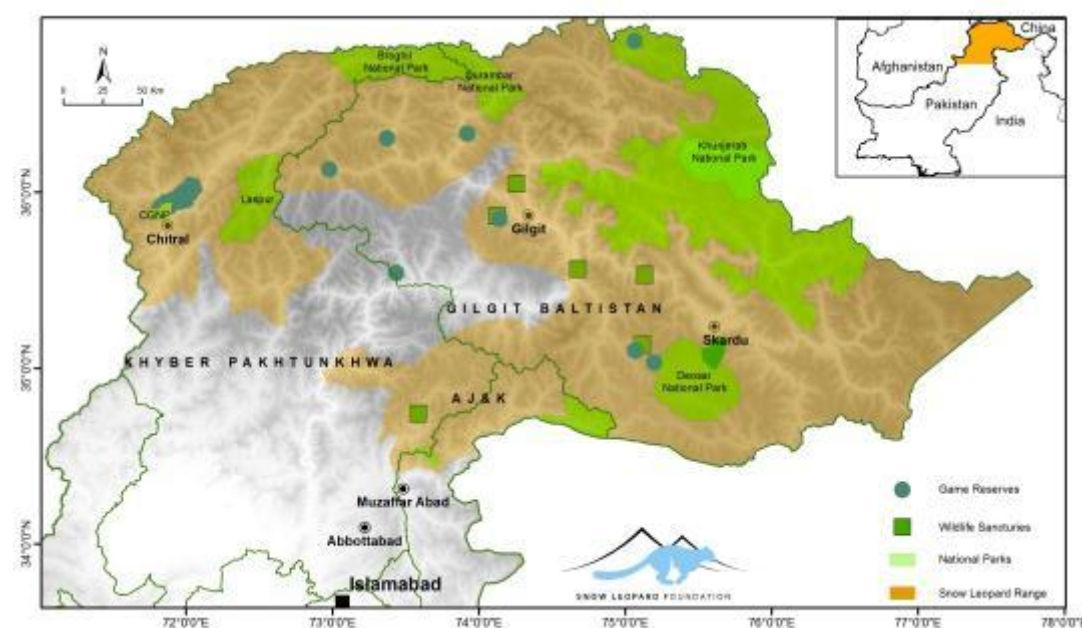 N
0 25 50 Km
Broghil
National Park
Qurambar
National Park
China
Afghanistan
Pakistan
India
Khunjerab
National Park
36°0'0"N
Laspur
CGNP
Chitral
Gilgit
GILGIT BALTISTAN
Skardu
35°0'0"N
KHYBER PAKHTUNKHWA
Deosai
National Park
AJ&K
Muzaffar Abad
Abbottabad
34°0'0"N
Islamabad
SNOW LEOPARD FOUNDATION
Game Reserves
Wildlife Sancturies
National Parks
Snow Leopard Range
72°0'0"E 73°0'0"E 74°0'0"E 75°0'0"E 76°0'0"E 77°0'0"E 78°0'0"E